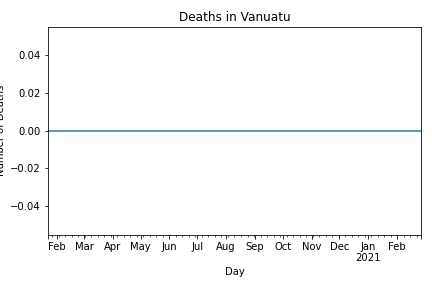 Deaths in Vanuatu
Number of Deaths
0.04
0.02
0.00
−0.02
−0.04
Feb Mar Apr May Jun Jul Aug Sep Oct Nov Dec Jan Feb
2021
Day